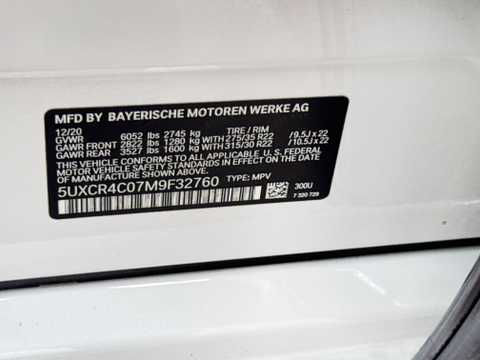 MFD BY BAYERISCHE MOTOREN WERKE AG
12/20 TIRE / RIM
GVWR 6052 lbs 2745 kg
GAWR FRONT 2822 lbs 1280 kg WITH 275/35 R22 / 9.5J x 22
GAWR REAR 3527 lbs 1600 kg WITH 315/30 R22 / 10.5J x 22
THIS VEHICLE CONFORMS TO ALL APPLICABLE U.S. FEDERAL
MOTOR VEHICLE SAFETY STANDARDS IN EFFECT ON THE
DATE OF MANUFACTURE SHOWN ABOVE.
5UXCR4C07M9F32760 TYPE: MPV
300U
7 320 729